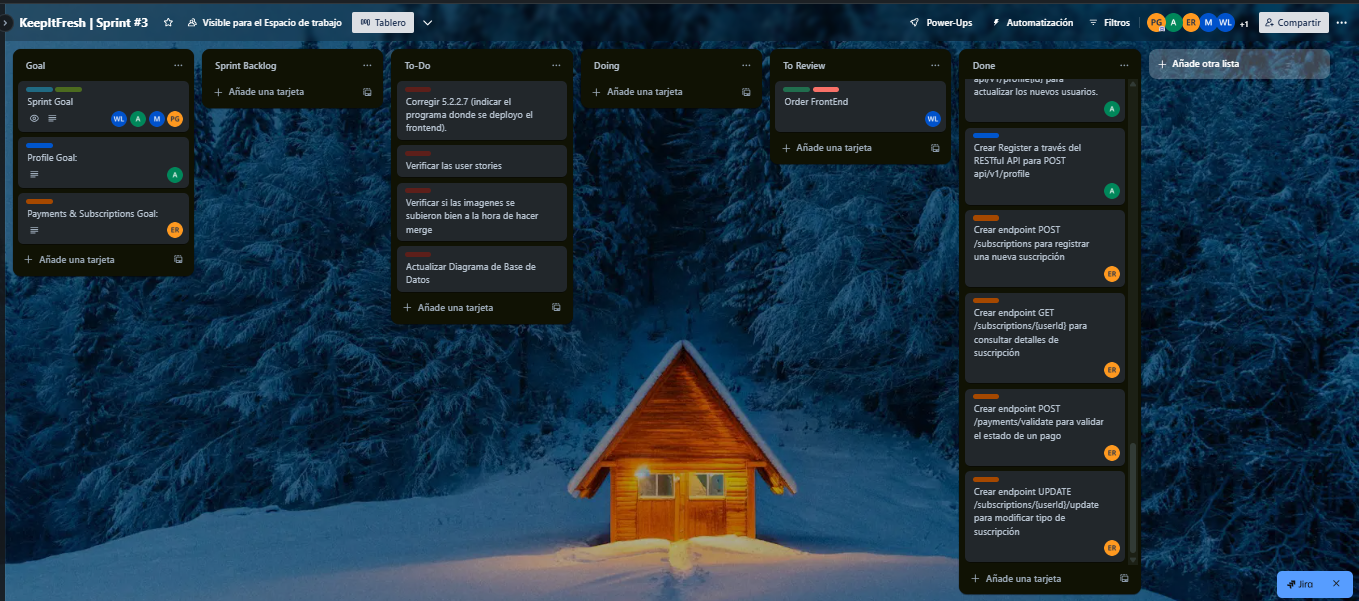 KeepItFresh | Sprint #3
Visible para el Espacio de trabajo
Tablero
Power-Ups
Automatización
Filtros
PG
A
ER
M
WL
+1
Compartir
Goal
Sprint Goal
WL
A
M
PG
Profile Goal:
A
Payments & Subscriptions Goal:
ER
Añade una tarjeta
Sprint Backlog
Añade una tarjeta
To-Do
Corregir 5.2.2.7 (indicar el
programa donde se deployo el
frontend).
Verificar las user stories
Verificar si las imagenes se
subieron bien a la hora de hacer
merge
Actualizar Diagrama de Base de
Datos
Añade una tarjeta
Doing
Añade una tarjeta
To Review
Order FrontEnd
WL
Añade una tarjeta
Done
api/v1/profile{id} para
actualizar los nuevos usuarios.
A
Crear Register a través del
RESTful API para POST
api/v1/profile
A
Crear endpoint POST
/subscriptions para registrar
una nueva suscripción
ER
Crear endpoint GET
/subscriptions/{userId} para
consultar detalles de
suscripción
ER
Crear endpoint POST
/payments/validate para validar
el estado de un pago
ER
Crear endpoint UPDATE
/subscriptions/{userId}/update
para modificar tipo de
suscripción
ER
Añade una tarjeta
Añade otra lista
Jira